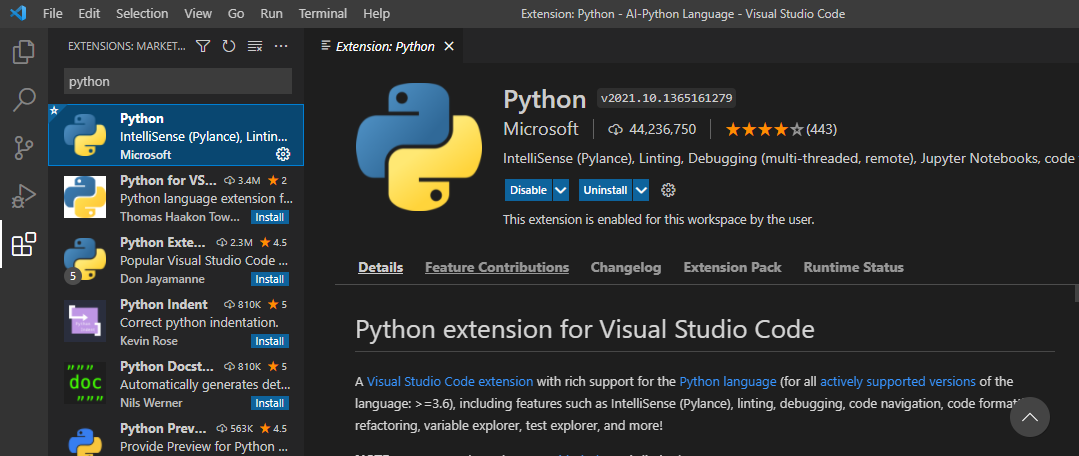 File Edit Selection View Go Run Terminal Help Extension: Python - AI-Python Language - Visual Studio Code
EXTENSIONS: MARKET...
python
Python
IntelliSense (Pylance), Lintin...
Microsoft
Python for VS... 3.4M 2
Python language extension f...
Thomas Haakon Tow... Install
Python Exte... 2.3M 4.5
Popular Visual Studio Code ...
5
Don Jayamanne Install
Python Indent 810K 5
Correct python indentation.
Kevin Rose Install
""" doc """
Python Docst... 810K 5
Automatically generates det...
Nils Werner Install
Python Prev... 563K 4.5
Provide Preview for Python ...
Extension: Python
Python v2021.10.1365161279
Microsoft 44,236,750 (443)
IntelliSense (Pylance), Linting, Debugging (multi-threaded, remote), Jupyter Notebooks, code
Disable Uninstall
This extension is enabled for this workspace by the user.
Details Feature Contributions Changelog Extension Pack Runtime Status
Python extension for Visual Studio Code
A Visual Studio Code extension with rich support for the Python language (for all actively supported versions of the
language: >=3.6), including features such as IntelliSense (Pylance), linting, debugging, code navigation, code formatti
refactoring, variable explorer, test explorer, and more!